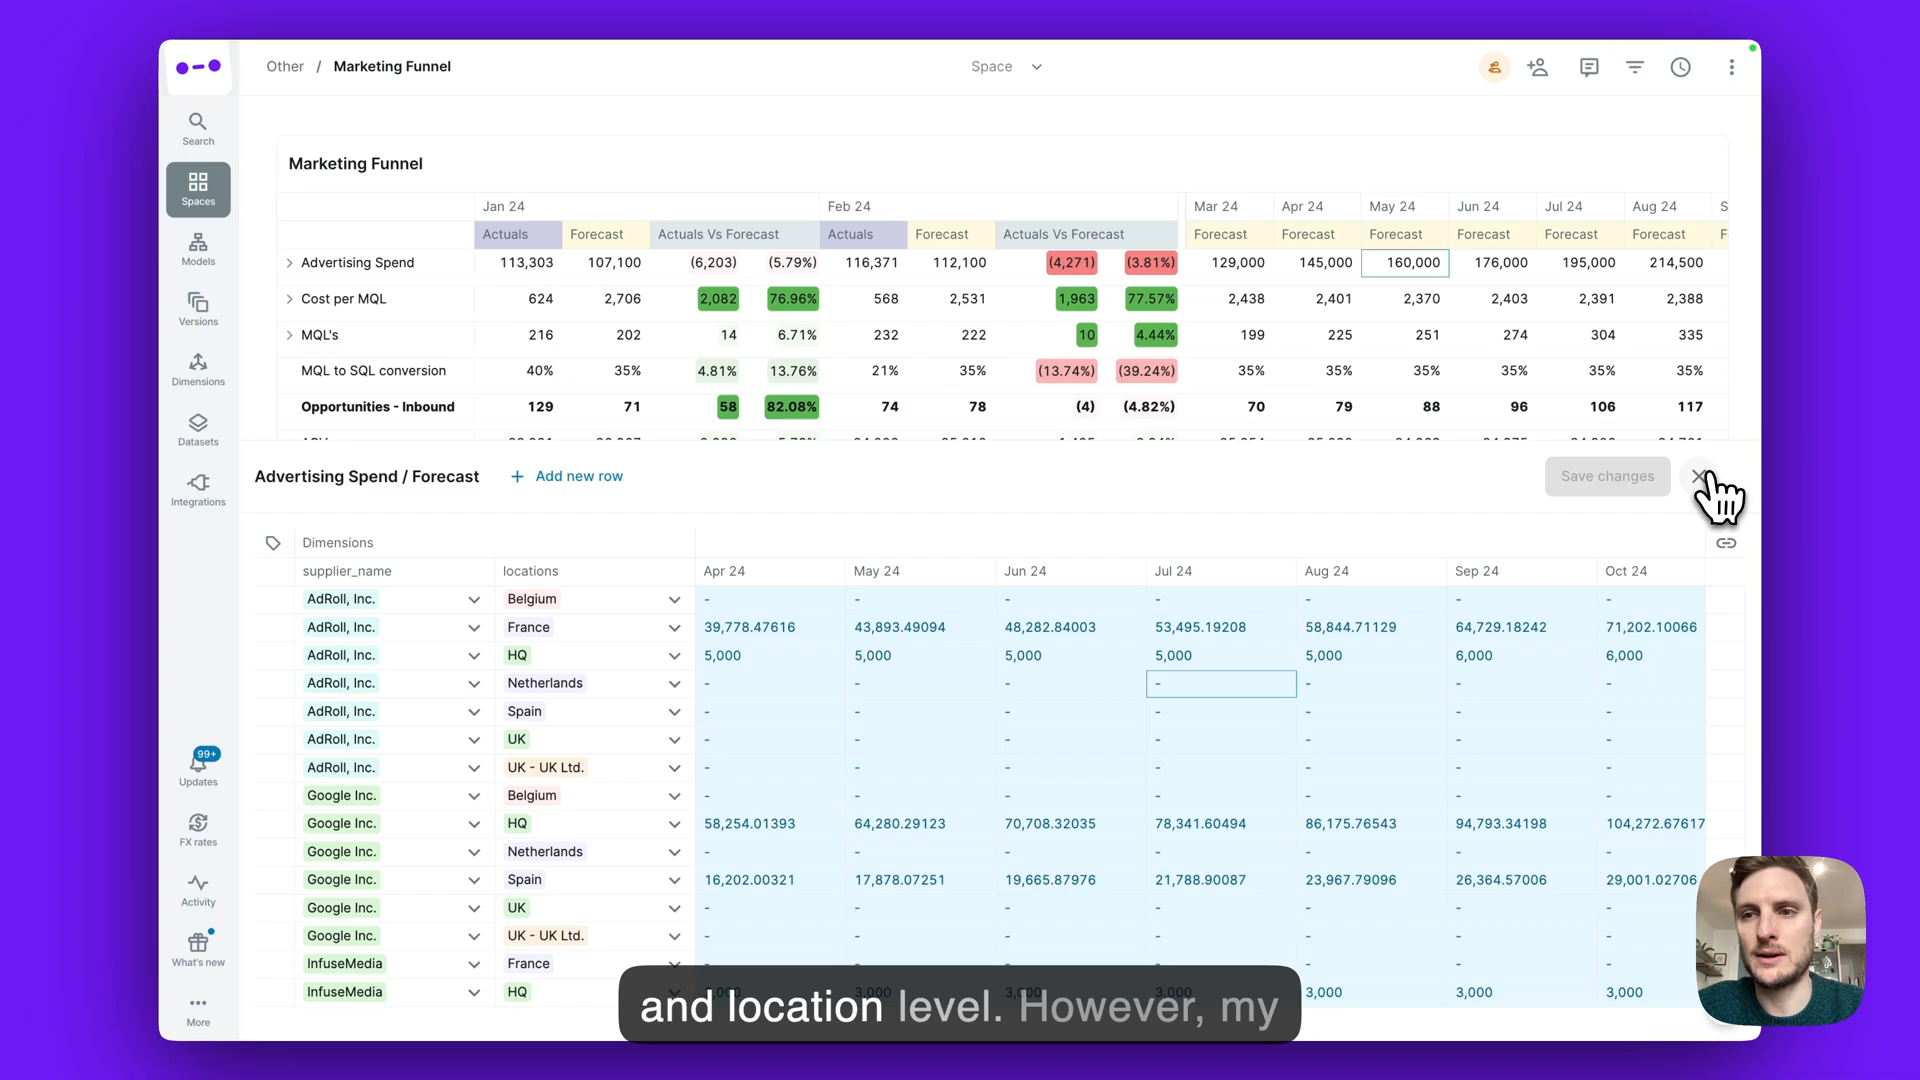 Other / Marketing Funnel
Space
Search
Spaces
Models
Versions
Dimensions
Datasets
Integrations
99+
Updates
FX rates
Activity
What's new
More
Marketing Funnel
Jan 24 Feb 24 Mar 24 Apr 24 May 24 Jun 24 Jul 24 Aug 24 S
Actuals Forecast Actuals Vs Forecast Actuals Forecast Actuals Vs Forecast Forecast Forecast Forecast Forecast Forecast Forecast F
Advertising Spend 113,303 107,100 (6,203) (5.79%) 116,371 112,100 (4,271) (3.81%) 129,000 145,000 160,000 176,000 195,000 214,500
Cost per MQL 624 2,706 2,082 76.96% 568 2,531 1,963 77.57% 2,438 2,401 2,370 2,403 2,391 2,388
MQL's 216 202 14 6.71% 232 222 10 4.44% 199 225 251 274 304 335
MQL to SQL conversion 40% 35% 4.81% 13.76% 21% 35% (13.74%) (39.24%) 35% 35% 35% 35% 35% 35%
Opportunities - Inbound 129 71 58 82.08% 74 78 (4) (4.82%) 70 79 88 96 106 117
Advertising Spend / Forecast + Add new row Save changes
Dimensions
supplier_name locations Apr 24 May 24 Jun 24 Jul 24 Aug 24 Sep 24 Oct 24
AdRoll, Inc. Belgium - - - - - - -
AdRoll, Inc. France 39,778.47616 43,893.49094 48,282.84003 53,495.19208 58,844.71129 64,729.18242 71,202.10066
AdRoll, Inc. HQ 5,000 5,000 5,000 5,000 5,000 6,000 6,000
AdRoll, Inc. Netherlands - - - - - - -
AdRoll, Inc. Spain - - - - - - -
AdRoll, Inc. UK - - - - - - -
AdRoll, Inc. UK - UK Ltd. - - - - - - -
Google Inc. Belgium - - - - - - -
Google Inc. HQ 58,254.01393 64,280.29123 70,708.32035 78,341.60494 86,175.76543 94,793.34198 104,272.67617
Google Inc. Netherlands - - - - - - -
Google Inc. Spain 16,202.00321 17,878.07251 19,665.87976 21,788.90087 23,967.79096 26,364.57006 29,001.02706
Google Inc. UK - - - - - - -
Google Inc. UK - UK Ltd. - - - - - - -
InfuseMedia France - - - - - - -
InfuseMedia HQ 3,000 3,000 3,000 3,000 3,000 3,000
and location level. However, my